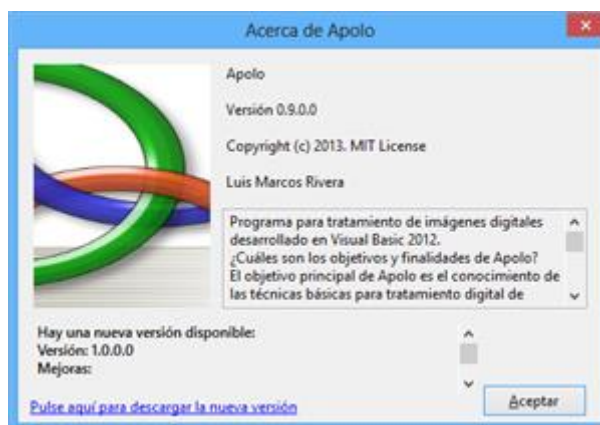 Acerca de Apolo
Apolo
Versión 0.9.0.0
Copyright (c) 2013. MIT License
Luis Marcos Rivera
Programa para tratamiento de imágenes digitales
desarrollado en Visual Basic 2012.
¿Cuáles son los objetivos y finalidades de Apolo?
El objetivo principal de Apolo es el conocimiento de
las técnicas básicas para tratamiento digital de
Hay una nueva versión disponible:
Versión: 1.0.0.0
Mejoras:
Pulse aquí para descargar la nueva versión
Aceptar